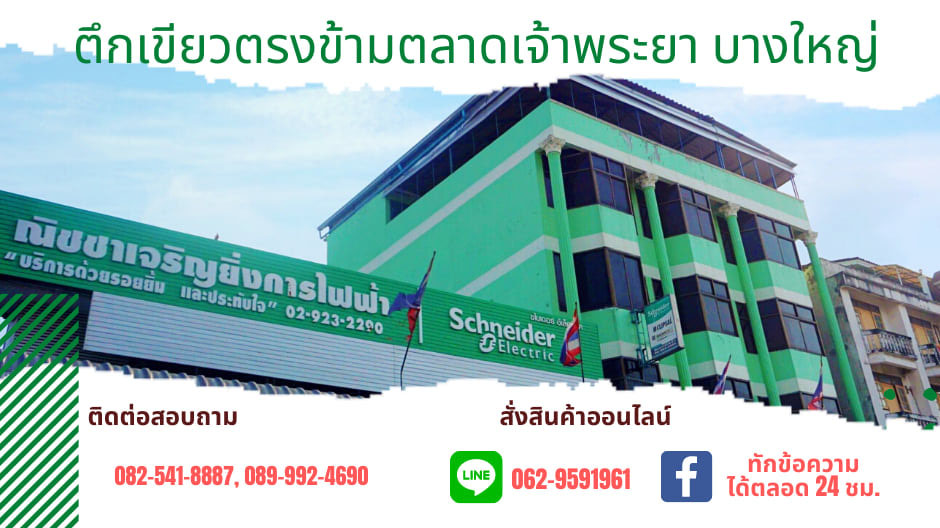 ตึกเขียวตรงข้ามตลาดเจ้าพระยา บางใหญ่
ณิชชาเจริญยิ่งการไฟฟ้า
"บริการด้วยรอยยิ้ม และประทับใจ" 02-923-2290
Schneider
Electric
Schneider
ติดต่อสอบถาม
082-541-8887, 089-992-4690
สั่งสินค้าออนไลน์
LINE
062-9591961
ทักข้อความ
ได้ตลอด 24 ชม.